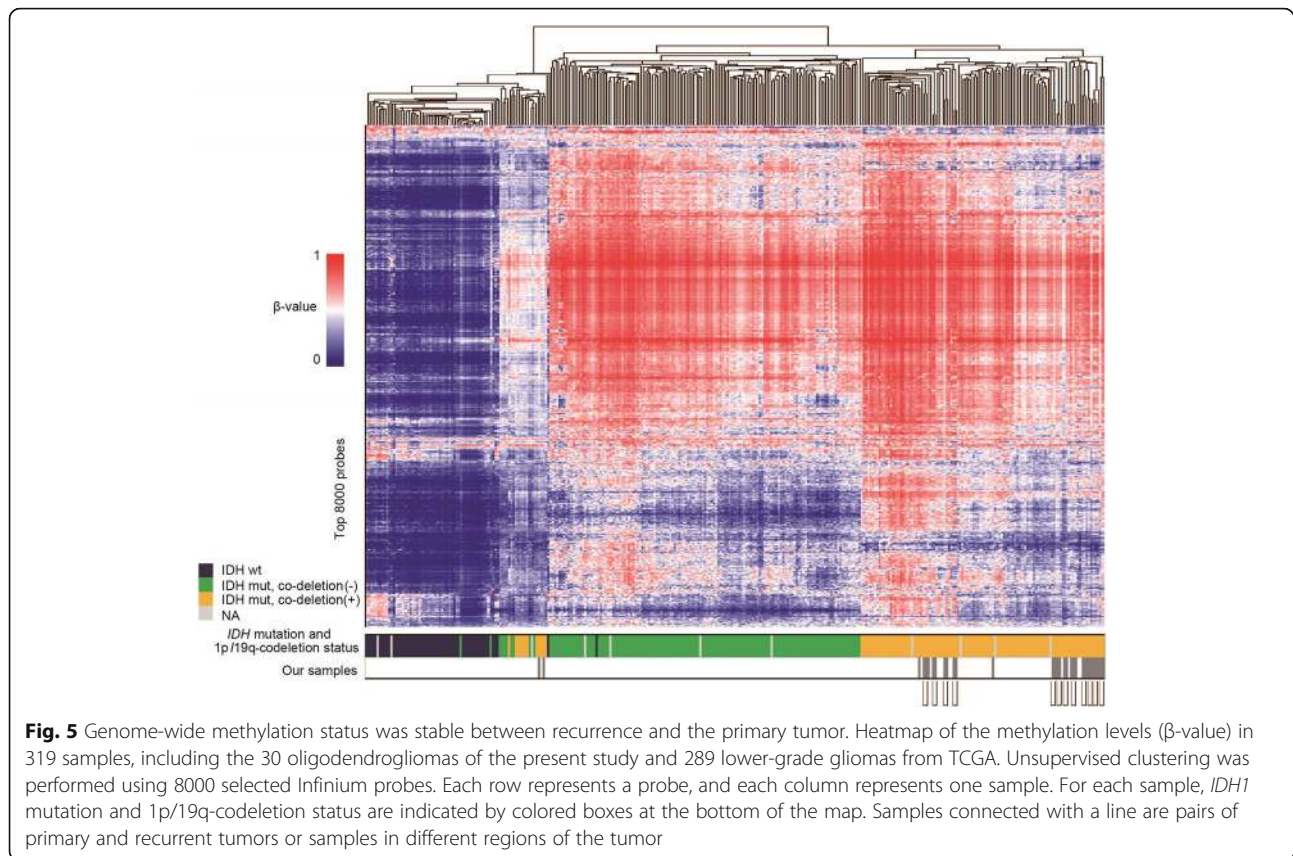 1
β-value
0
Top 8000 probes
IDH wt
IDH mut, co-deletion(-)
IDH mut, co-deletion(+)
NA
IDH mutation and
1p/19q-codeletion status
Our samples
Fig. 5 Genome-wide methylation status was stable between recurrence and the primary tumor. Heatmap of the methylation levels (β-value) in
319 samples, including the 30 oligodendrogliomas of the present study and 289 lower-grade gliomas from TCGA. Unsupervised clustering was
performed using 8000 selected Infinium probes. Each row represents a probe, and each column represents one sample. For each sample, IDH1
mutation and 1p/19q-codeletion status are indicated by colored boxes at the bottom of the map. Samples connected with a line are pairs of
primary and recurrent tumors or samples in different regions of the tumor